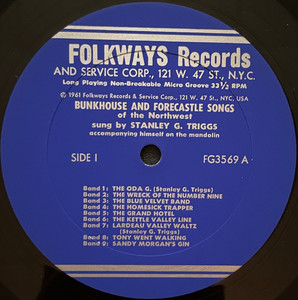 FOLKWAYS Records
AND SERVICE CORP., 121 W. 47 ST., N.Y.C.
Long Playing Non-Breakable Micro Groove 33⅓ RPM
© 1961 Folkways Records & Service Corp., 121 W. 47 St., NYC, USA
BUNKHOUSE AND FORECASTLE SONGS
of the Northwest
sung by STANLEY G. TRIGGS
accompanying himself on the mandolin
SIDE I FG3569 A
Band 1: THE ODA G. (Stanley G. Triggs)
Band 2: THE WRECK OF THE NUMBER NINE
Band 3: THE BLUE VELVET BAND
Band 4: THE HOMESICK TRAPPER
Band 5: THE GRAND HOTEL
Band 6: THE KETTLE VALLEY LINE
Band 7: LARDEAU VALLEY WALTZ
(Stanley G. Triggs)
Band 8: TONY WENT WALKING
Band 9: SANDY MORGAN'S GIN